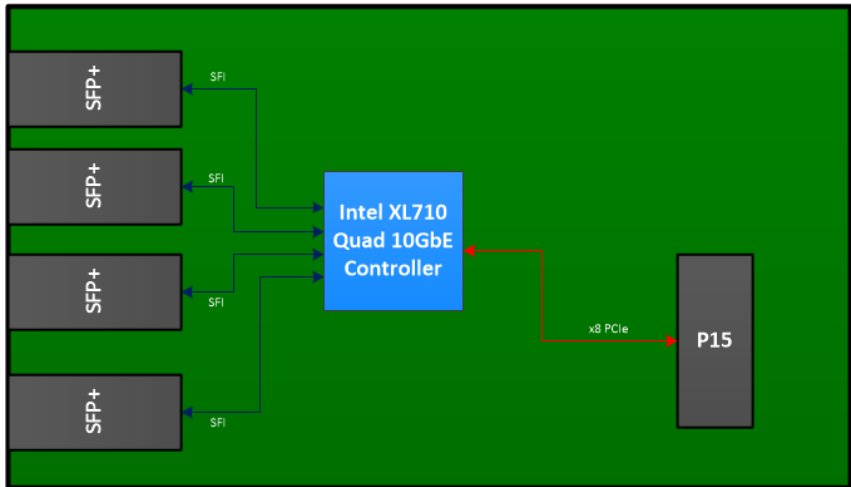 SFP+
SFI
SFP+
SFI
Intel XL710
Quad 10GbE
Controller
SFP+
SFI
x8 PCIe
P15
SFP+
SFI